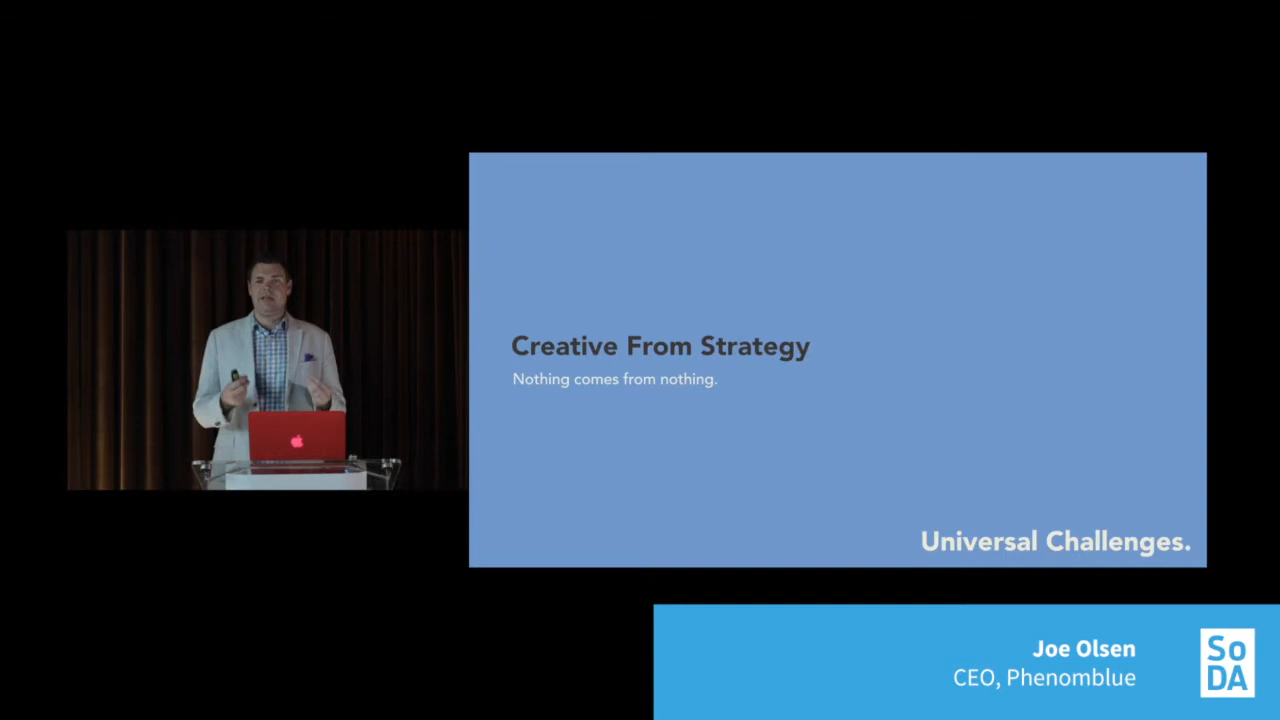 Creative From Strategy
Nothing comes from nothing.
Universal Challenges.
Joe Olsen
CEO, Phenomblue
So
DA